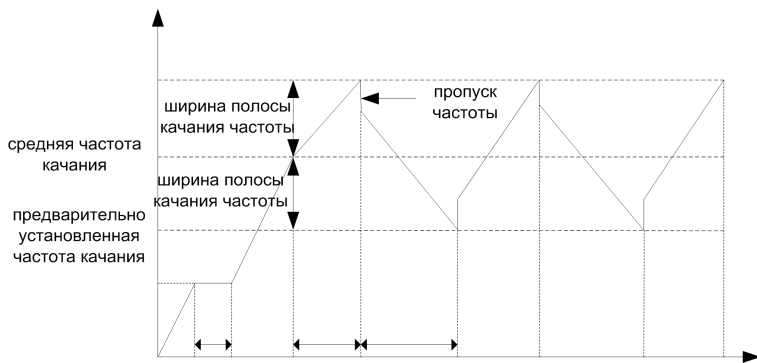 ширина полосы
качания частоты
пропуск
частоты
средняя частота
качания
ширина полосы
качания частоты
предварительно
установленная
частота качания